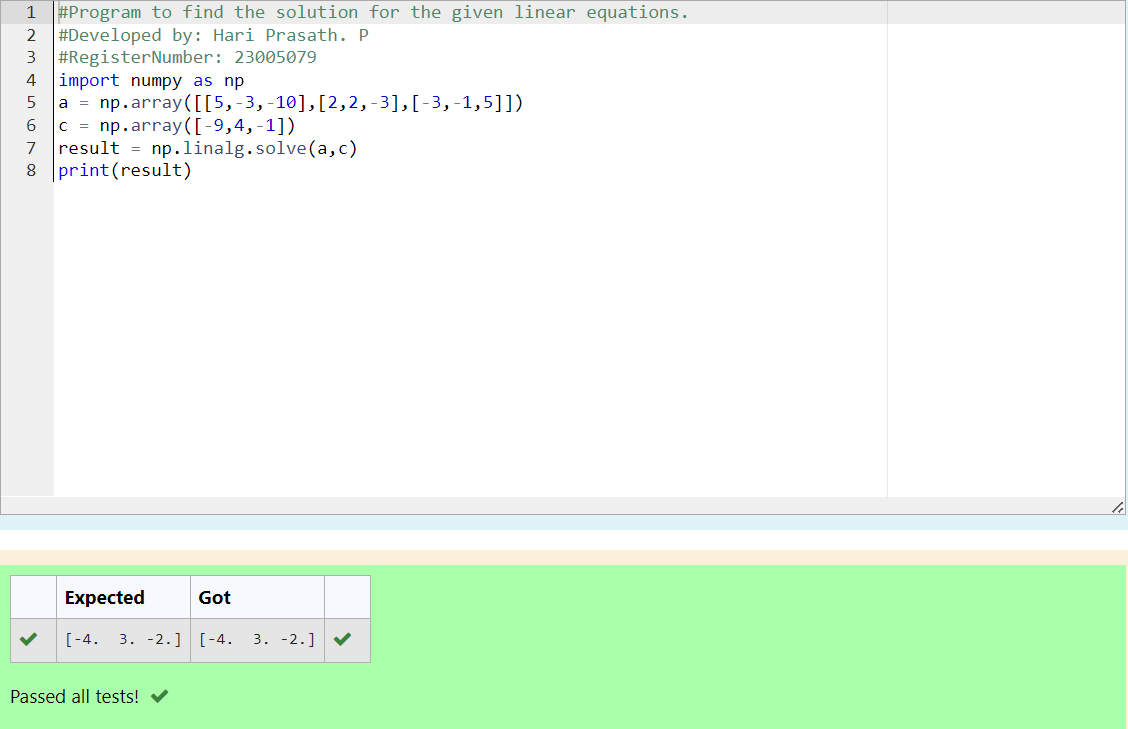 1 #Program to find the solution for the given linear equations.
2 #Developed by: Hari Prasath. P
3 #RegisterNumber: 23005079
4 import numpy as np
5 a = np.array([[5,-3,-10],[2,2,-3],[-3,-1,5]])
6 c = np.array([-9,4,-1])
7 result = np.linalg.solve(a,c)
8 print(result)
Expected Got
[-4.  3. -2.] [-4.  3. -2.]
Passed all tests!